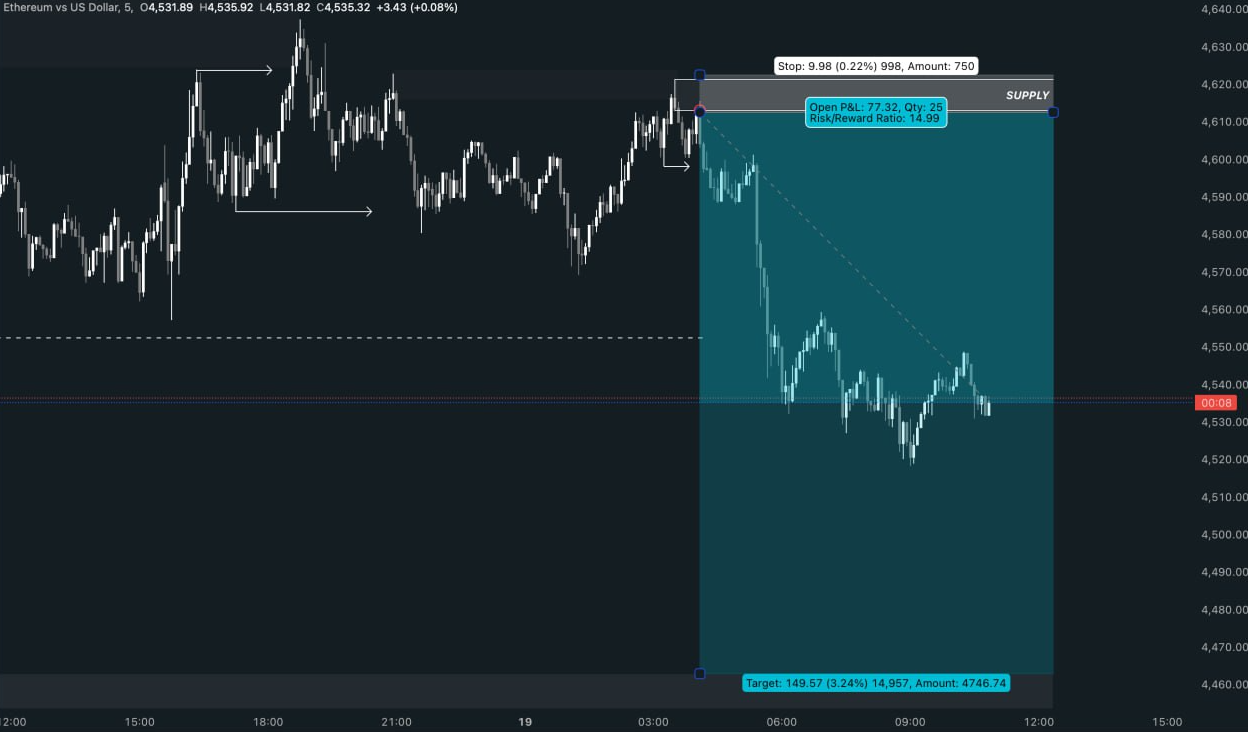 Ethereum vs US Dollar, 5, O4,531.89 H4,535.92 L4,531.82 C4,535.32 +3.43 (+0.08%)
4,640.00
4,630.00
Stop: 9.98 (0.22%) 998, Amount: 750
4,620.00
SUPPLY
Open P&L: 77.32, Qty: 25
Risk/Reward Ratio: 14.99
4,610.00
4,600.00
4,590.00
4,580.00
4,570.00
4,560.00
4,550.00
4,540.00
00:08
4,530.00
4,520.00
4,510.00
4,500.00
4,490.00
4,480.00
4,470.00
Target: 149.57 (3.24%) 14,957, Amount: 4746.74
4,460.00
12:00 15:00 18:00 21:00 19 03:00 06:00 09:00 12:00 15:00